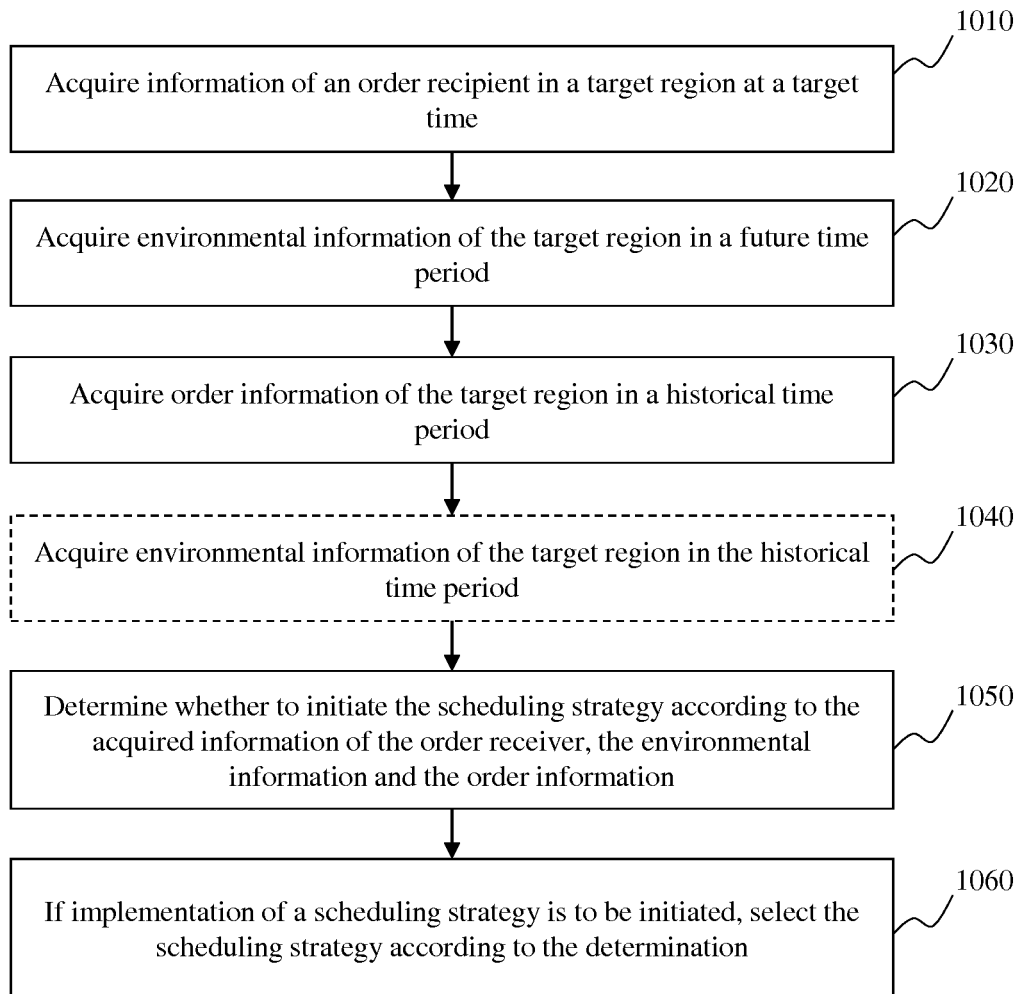 1010
Acquire information of an order recipient in a target region at a target
time
1020
Acquire environmental information of the target region in a future time
period
1030
Acquire order information of the target region in a historical time
period
1040
Acquire environmental information of the target region in the historical
time period
1050
Determine whether to initiate the scheduling strategy according to the
acquired information of the order receiver, the environmental
information and the order information
1060
If implementation of a scheduling strategy is to be initiated, select the
scheduling strategy according to the determination